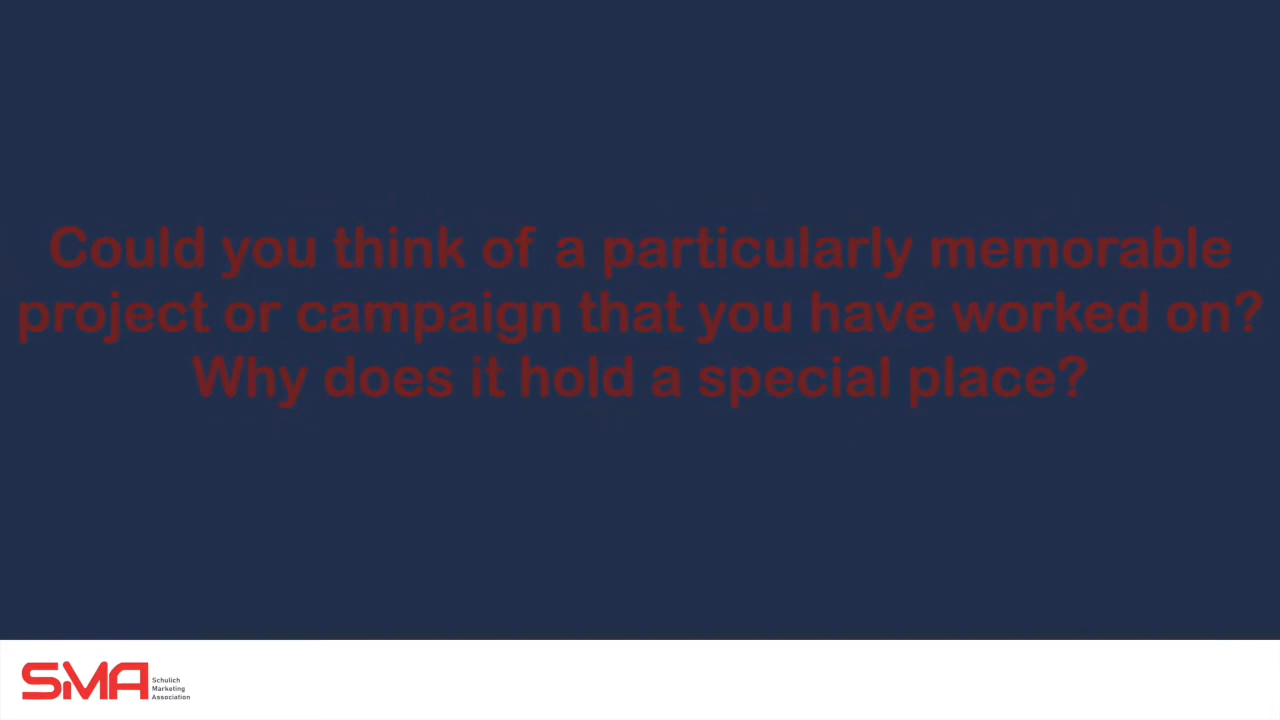 Could you think of a particularly memorable
project or campaign that you have worked on?
Why does it hold a special place?
SMA
Schulich
Marketing
Association